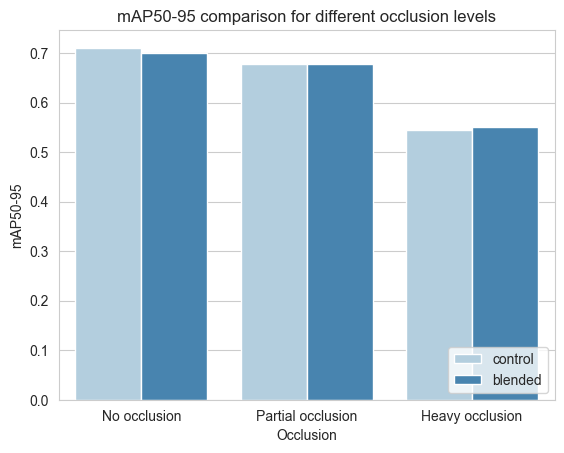 mAP50-95 comparison for different occlusion levels
mAP50-95
0.7
0.6
0.5
0.4
0.3
0.2
0.1
0.0
No occlusion
Partial occlusion
Heavy occlusion
Occlusion
control
blended